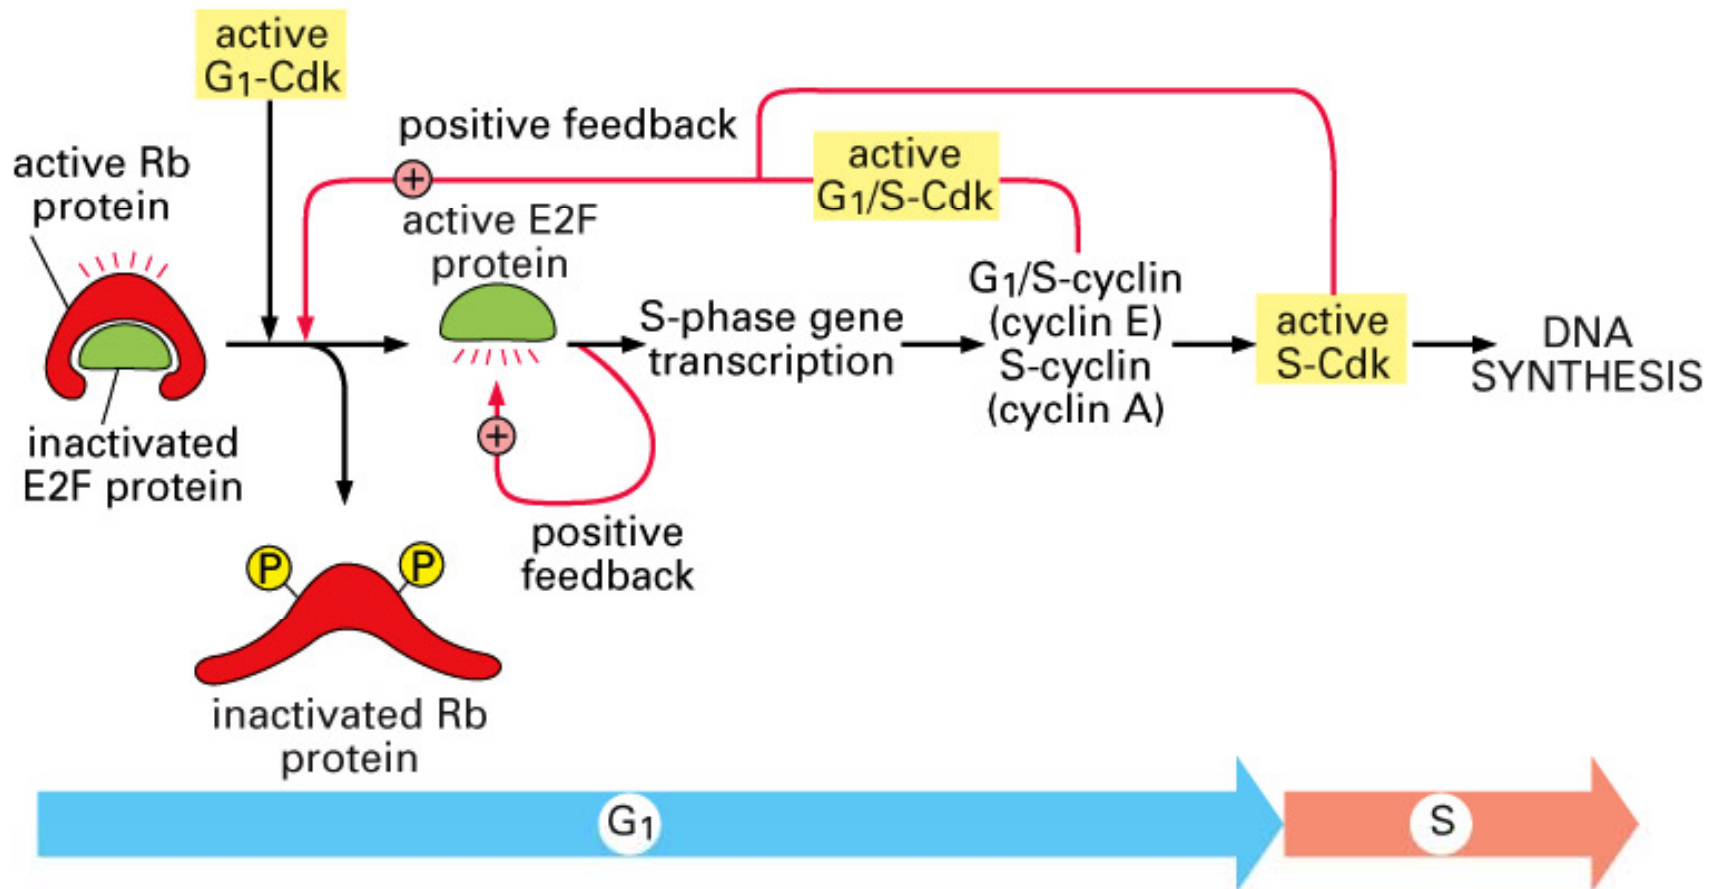 active
G1-Cdk
positive feedback
active Rb
protein
+
active
G1/S-Cdk
active E2F
protein
G1/S-cyclin
(cyclin E)
S-cyclin
(cyclin A)
S-phase gene
transcription
active
S-Cdk
DNA
SYNTHESIS
inactivated
E2F protein
+
positive
feedback
P
P
inactivated Rb
protein
G1
S